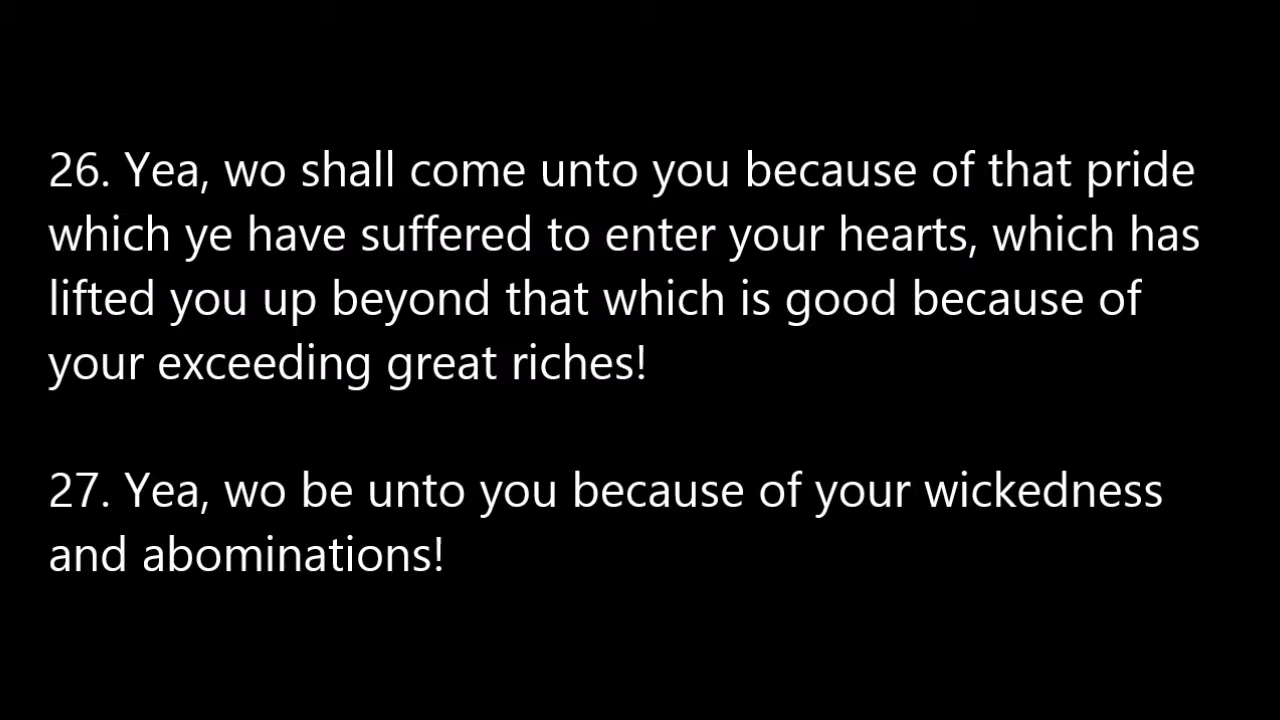 26. Yea, wo shall come unto you because of that pride
which ye have suffered to enter your hearts, which has
lifted you up beyond that which is good because of
your exceeding great riches!
27. Yea, wo be unto you because of your wickedness
and abominations!